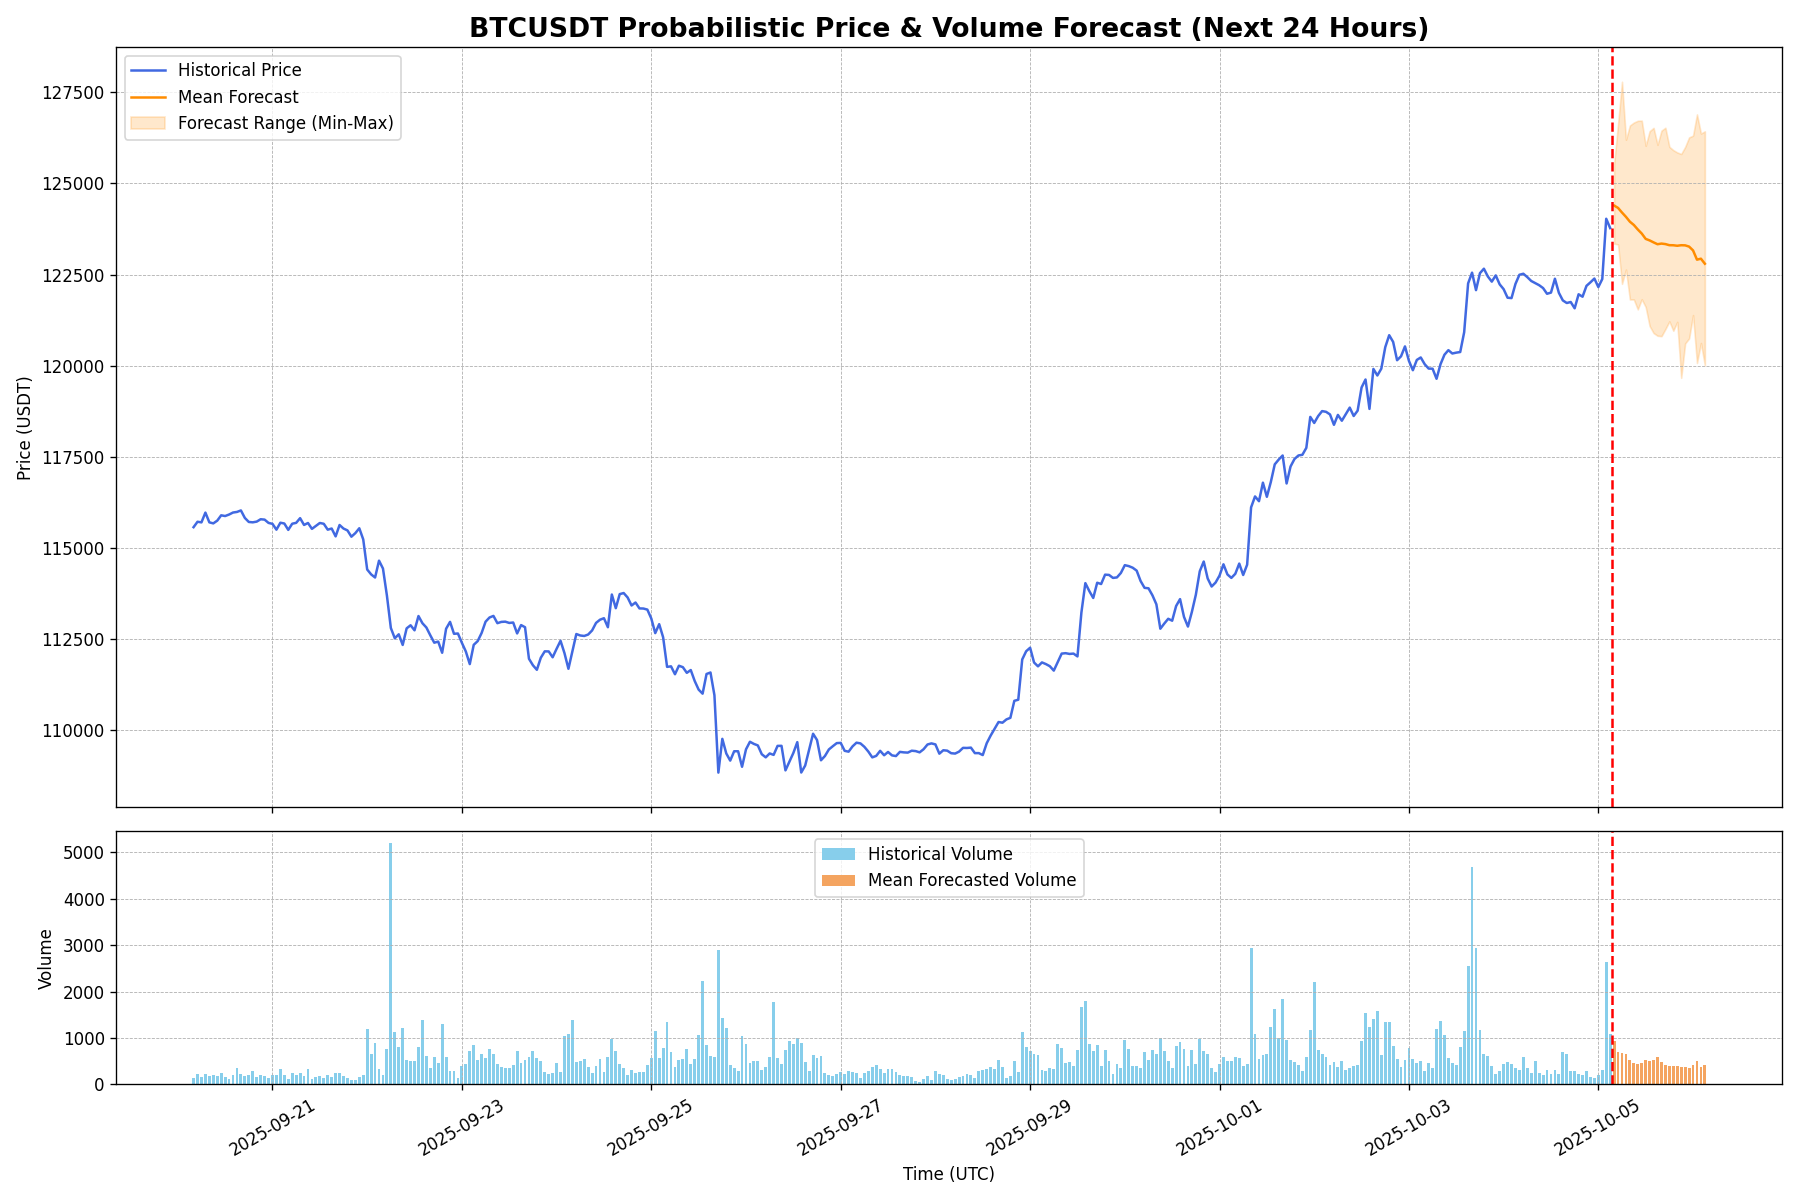 BTCUSDT Probabilistic Price & Volume Forecast (Next 24 Hours)
Historical Price
Mean Forecast
Forecast Range (Min-Max)
127500
125000
122500
120000
117500
115000
112500
110000
Price (USDT)
Historical Volume
Mean Forecasted Volume
5000
4000
3000
2000
1000
0
Volume
2025-09-21
2025-09-23
2025-09-25
2025-09-27
2025-09-29
2025-10-01
2025-10-03
2025-10-05
Time (UTC)